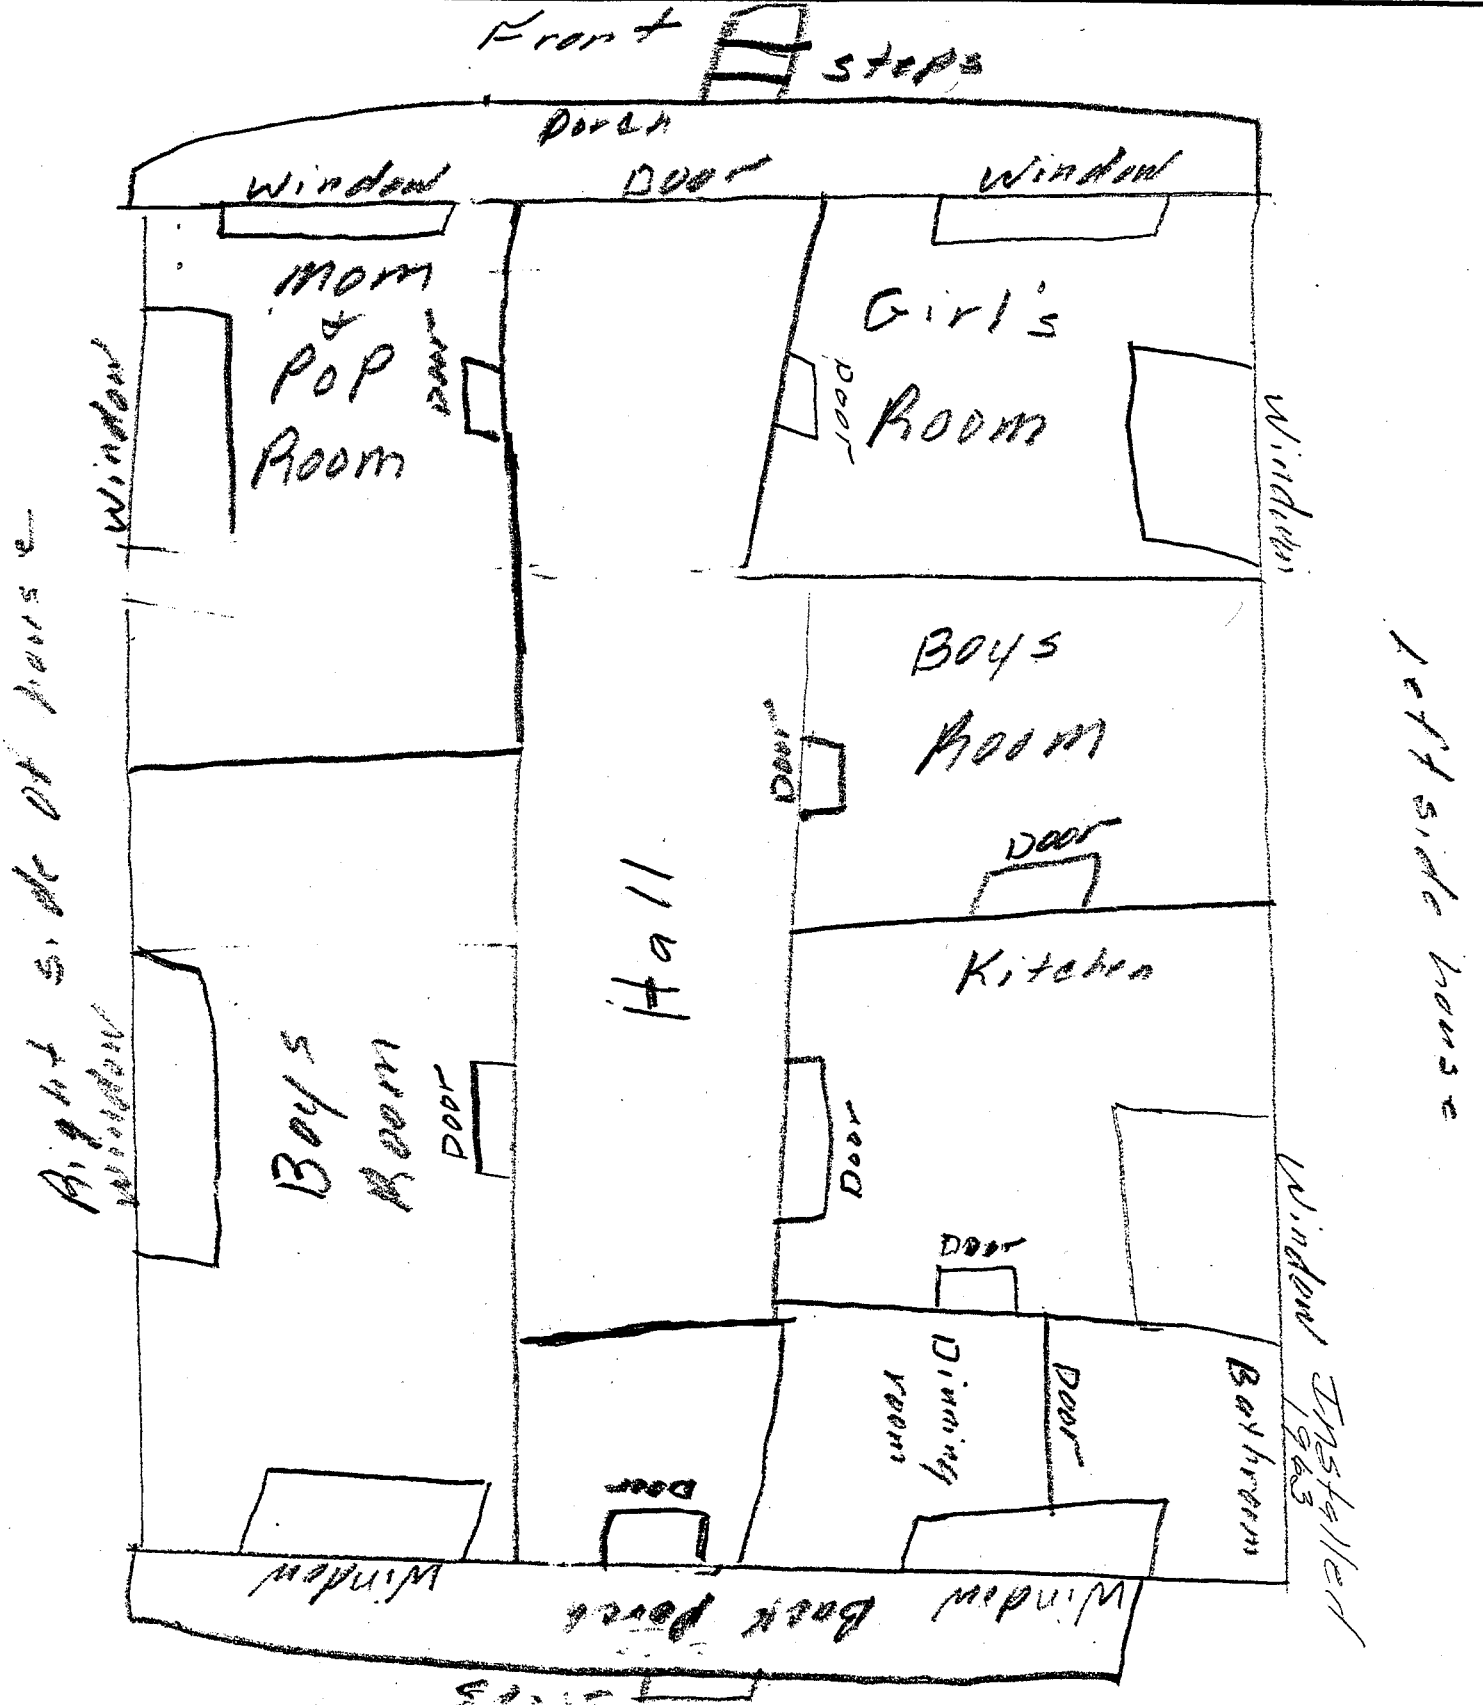 Front
steps
Porch
Window
Door
Window
Mom
&
Pop
Room
Door
Window
Girl's
Room
Door
Window
Right side of house
Left side house
Boys
Room
Door
Door
Hall
Kitchen
Door
Door
Window
Boys
Room
Door
Window Installed
1963
Dinning
room
Door
Bathroom
Door
Window
Back Porch
Window